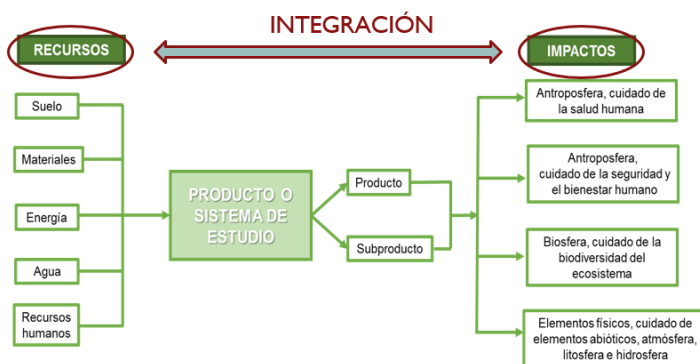 INTEGRACIÓN
RECURSOS
IMPACTOS
Suelo
Materiales
Energía
Agua
Recursos
humanos
PRODUCTO O
SISTEMA DE
ESTUDIO
Producto
Subproducto
Antroposfera, cuidado de
la salud humana
Antroposfera,
cuidado de la seguridad y
el bienestar humano
Biosfera, cuidado de la
biodiversidad del
ecosistema
Elementos físicos, cuidado de
elementos abióticos, atmósfera,
litosfera e hidrosfera